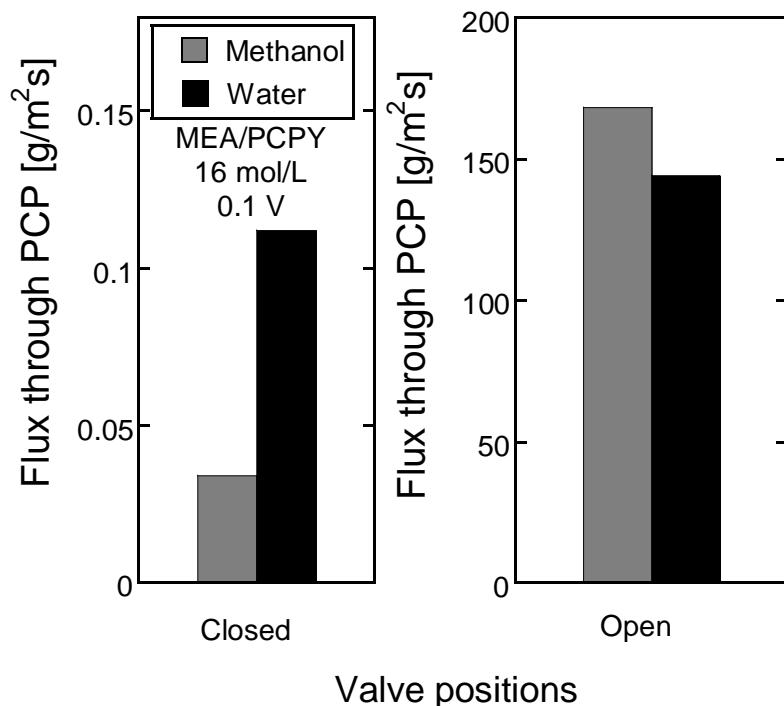 Flux through PCP [g/m²s]
0.15
0.1
0.05
0
Methanol
Water
MEA/PCPY
16 mol/L
0.1 V
Closed
Flux through PCP [g/m²s]
200
150
100
50
0
Open
Valve positions